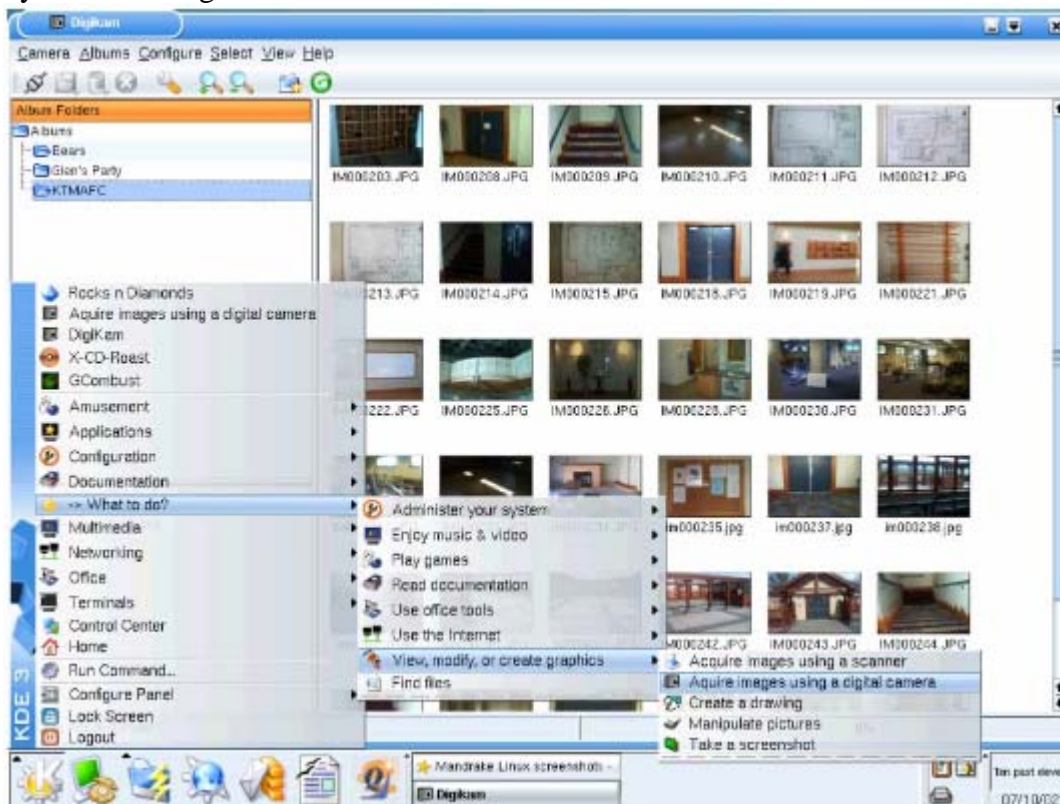 Digikam
Camera Albums Configure Select View Help
Album Folders
Albums
Bears
Glen's Party
KTMAFC
IM000203.JPG IM000208.JPG IM000209.JPG IM000210.JPG IM000211.JPG IM000212.JPG
213.JPG IM000214.JPG IM000215.JPG IM000218.JPG IM000219.JPG IM000221.JPG
222.JPG IM000225.JPG IM000226.JPG IM000228.JPG IM000230.JPG IM000231.JPG
im000235.jpg im000237.jpg im000238.jpg
IM000242.JPG IM000243.JPG IM000244.JPG
Rocks n Diamonds
Aquire images using a digital camera
DigiKam
X-CD-Roast
GCombust
Amusement
Applications
Configuration
Documentation
-> What to do?
Multimedia
Networking
Office
Terminals
Control Center
Home
Run Command...
Configure Panel
Lock Screen
Logout
KDE 3
Administer your system
Enjoy music & video
Play games
Read documentation
Use office tools
Use the Internet
View, modify, or create graphics
Find files
Acquire images using a scanner
Aquire images using a digital camera
Create a drawing
Manipulate pictures
Take a screenshot
Mandrake Linux screenshots -
Digikam
past
07/10/02